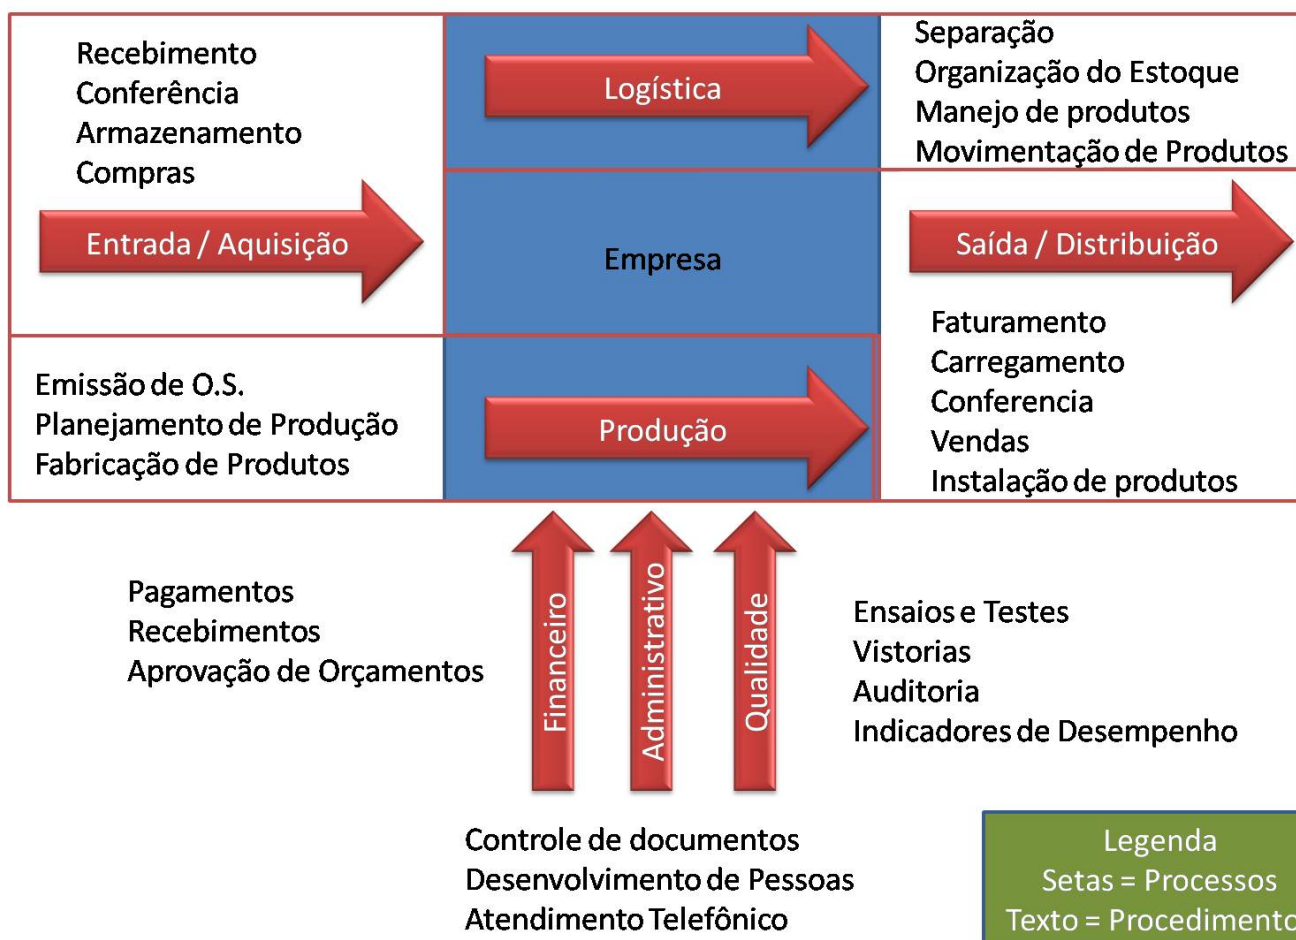 Recebimento
Conferência
Armazenamento
Compras
Entrada / Aquisição
Logística
Separação
Organização do Estoque
Manejo de produtos
Movimentação de Produtos
Empresa
Saída / Distribuição
Faturamento
Carregamento
Conferencia
Vendas
Instalação de produtos
Emissão de O.S.
Planejamento de Produção
Fabricação de Produtos
Produção
Pagamentos
Recebimentos
Aprovação de Orçamentos
Financeiro
Administrativo
Qualidade
Ensaios e Testes
Vistorias
Auditoria
Indicadores de Desempenho
Controle de documentos
Desenvolvimento de Pessoas
Atendimento Telefônico
Legenda
Setas = Processos
Texto = Procedimento